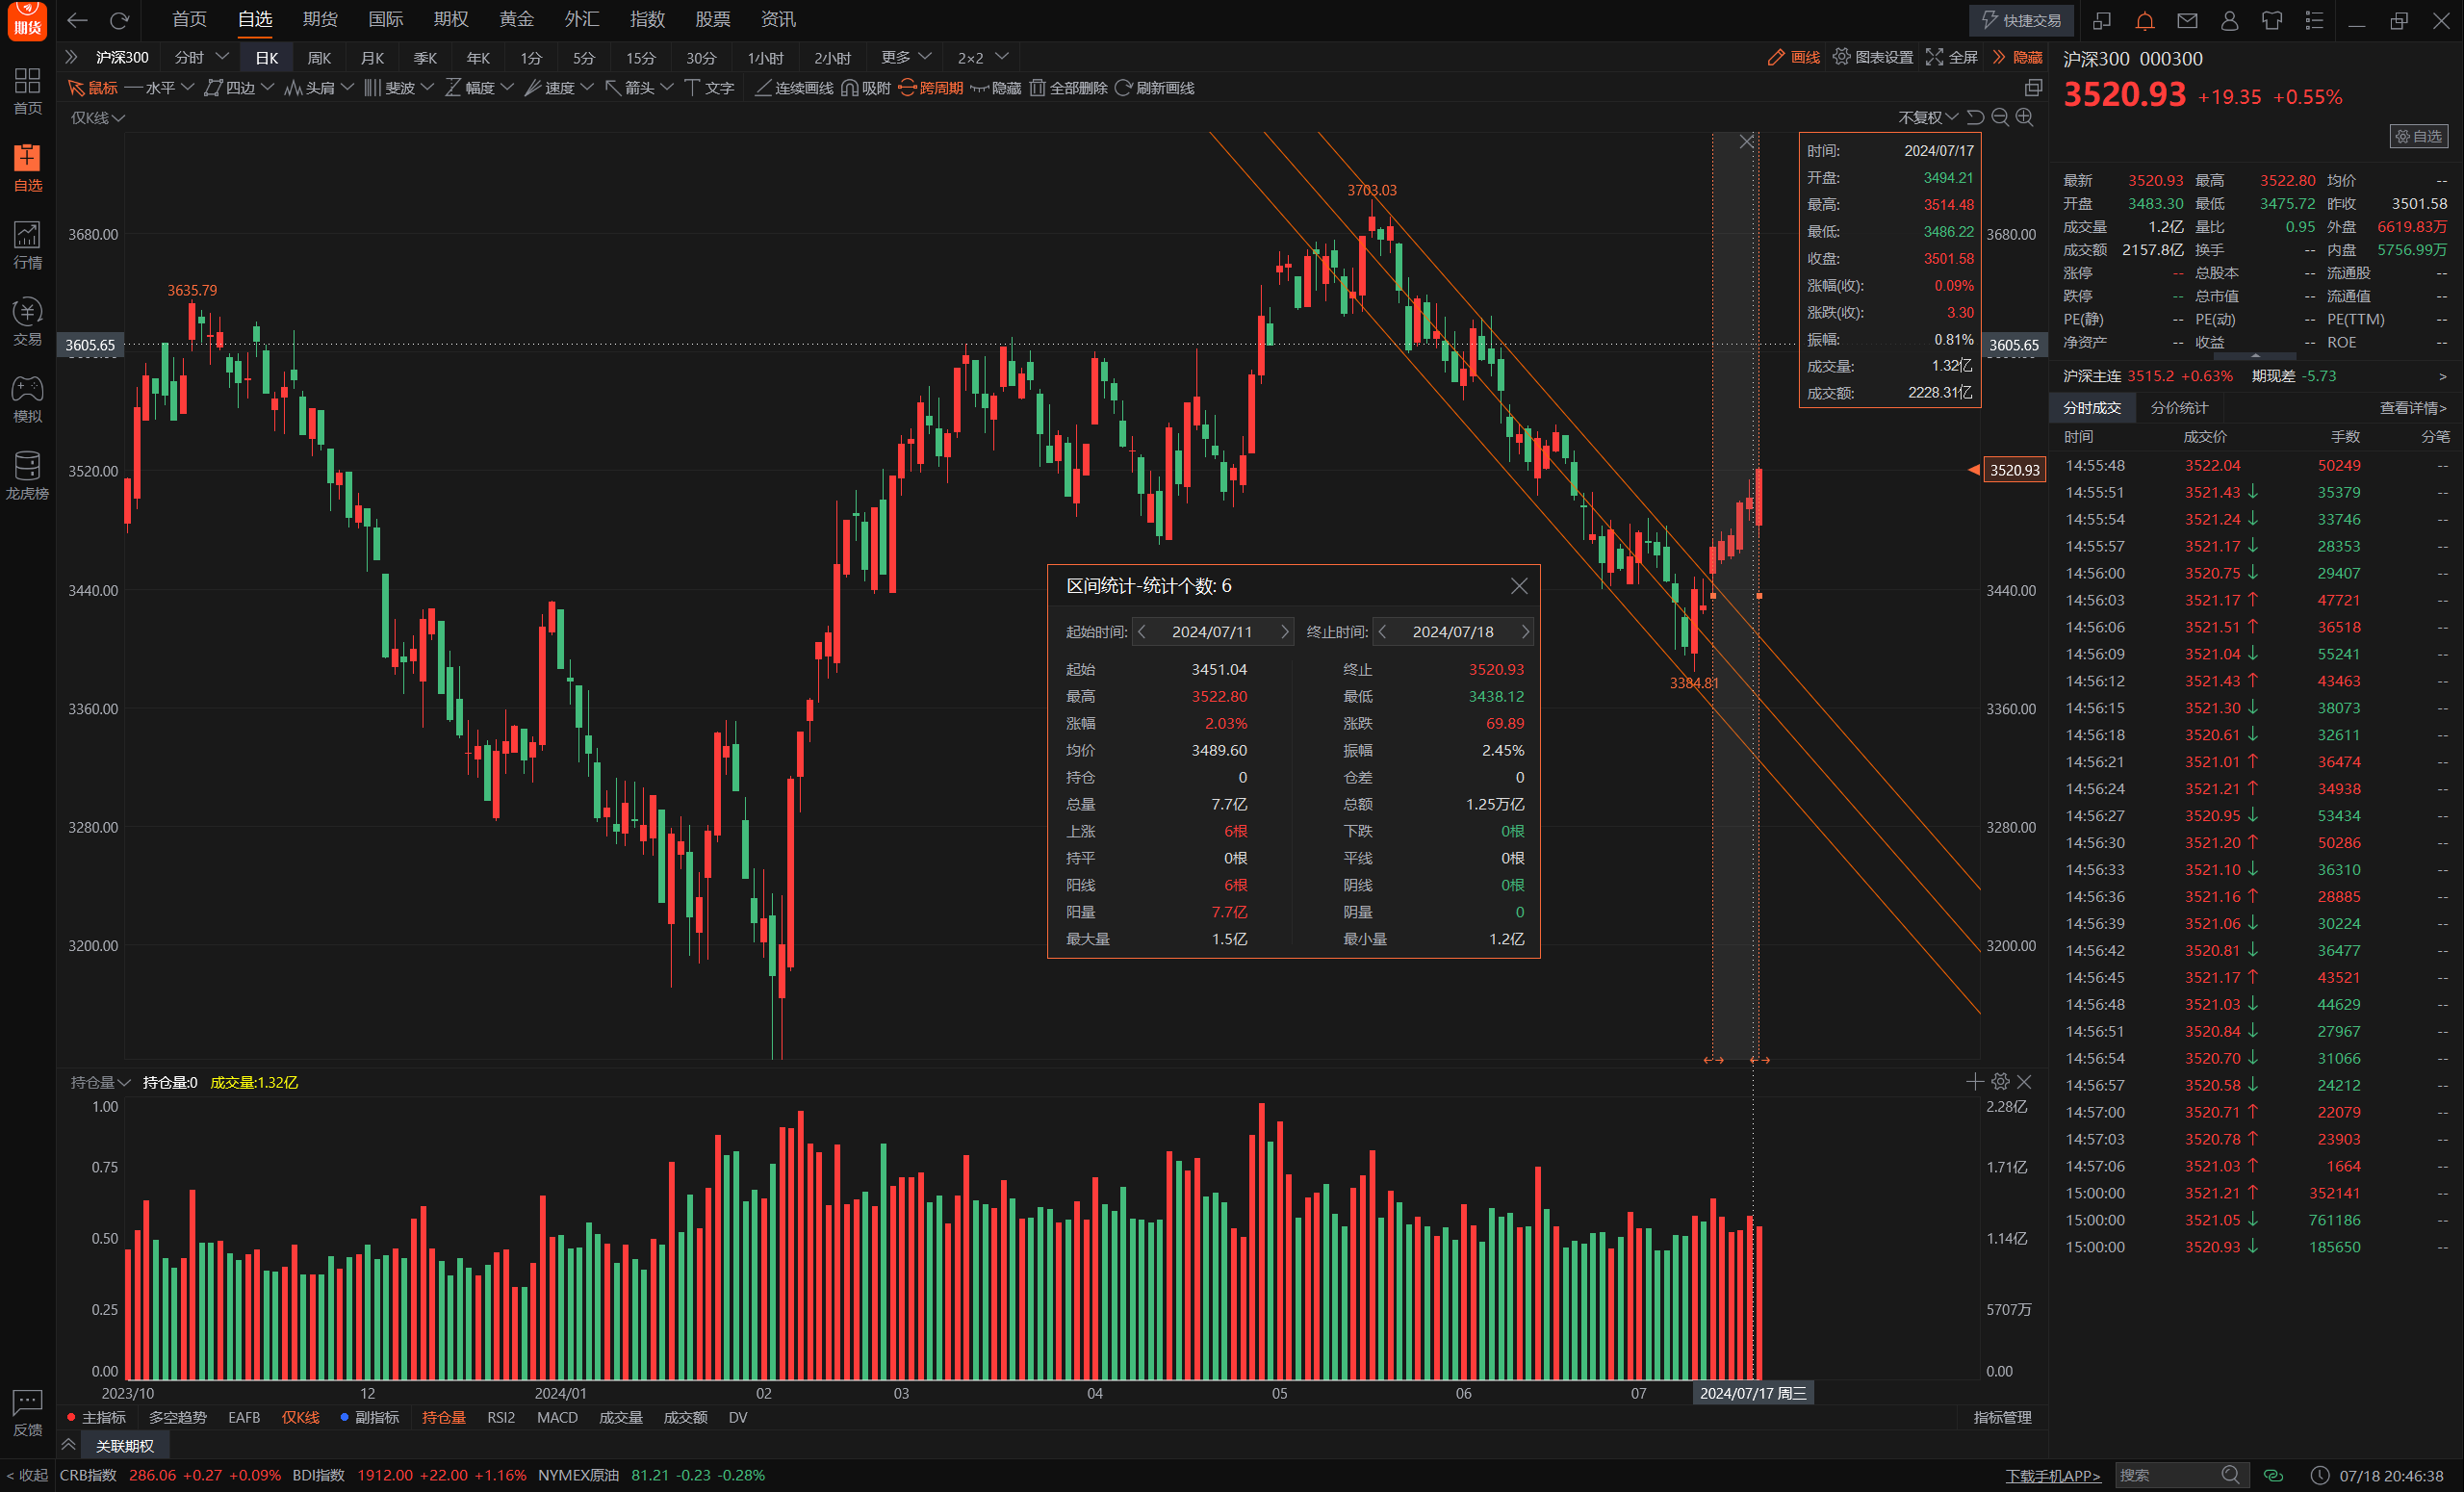 期货
首页 自选 期货 国际 期权 黄金 外汇 指数 股票 资讯
快捷交易
沪深300 分时 日K 周K 月K 季K 年K 1分 5分 15分 30分 1小时 2小时 更多 2×2
画线 图表设置 全屏 隐藏
鼠标 水平 四边 头肩 斐波 幅度 速度 箭头 文字 连续画线 吸附 跨周期 隐藏 全部删除 刷新画线
首页
自选
行情
交易
模拟
龙虎榜
反馈
仅K线
不复权
3680.00
3605.65
3520.00
3440.00
3360.00
3280.00
3200.00
3635.79
3703.03
3384.81
时间: 2024/07/17
开盘: 3494.21
最高: 3514.48
最低: 3486.22
收盘: 3501.58
涨幅(收): 0.09%
涨跌(收): 3.30
振幅: 0.81%
成交量: 1.32亿
成交额: 2228.31亿
3680.00
3605.65
3520.93
3440.00
3360.00
3280.00
3200.00
区间统计-统计个数: 6
起始时间: 2024/07/11 终止时间: 2024/07/18
起始 3451.04 终止 3520.93
最高 3522.80 最低 3438.12
涨幅 2.03% 涨跌 69.89
均价 3489.60 振幅 2.45%
持仓 0 仓差 0
总量 7.7亿 总额 1.25万亿
上涨 6根 下跌 0根
持平 0根 平线 0根
阳线 6根 阴线 0根
阳量 7.7亿 阴量 0
最大量 1.5亿 最小量 1.2亿
持仓量 持仓量:0 成交量:1.32亿
1.00 2.28亿
0.75 1.71亿
0.50 1.14亿
0.25 5707万
0.00 0.00
2023/10 12 2024/01 02 03 04 05 06 07 2024/07/17 周三
主指标 多空趋势 EAFB 仅K线 副指标 持仓量 RSI2 MACD 成交量 成交额 DV 指标管理
关联期权
沪深300 000300
3520.93 +19.35 +0.55%
自选
最新 3520.93 最高 3522.80 均价 --
开盘 3483.30 最低 3475.72 昨收 3501.58
成交量 1.2亿 量比 0.95 外盘 6619.83万
成交额 2157.8亿 换手 -- 内盘 5756.99万
涨停 -- 总股本 -- 流通股 --
跌停 -- 总市值 -- 流通值 --
PE(静) -- PE(动) -- PE(TTM) --
净资产 -- 收益 -- ROE --
沪深主连 3515.2 +0.63% 期现差 -5.73 >
分时成交 分价统计 查看详情>
时间 成交价 手数 分笔
14:55:48 3522.04 50249 --
14:55:51 3521.43 ↓ 35379 --
14:55:54 3521.24 ↓ 33746 --
14:55:57 3521.17 ↓ 28353 --
14:56:00 3520.75 ↓ 29407 --
14:56:03 3521.17 ↑ 47721 --
14:56:06 3521.51 ↑ 36518 --
14:56:09 3521.04 ↓ 55241 --
14:56:12 3521.43 ↑ 43463 --
14:56:15 3521.30 ↓ 38073 --
14:56:18 3520.61 ↓ 32611 --
14:56:21 3521.01 ↑ 36474 --
14:56:24 3521.21 ↑ 34938 --
14:56:27 3520.95 ↓ 53434 --
14:56:30 3521.20 ↑ 50286 --
14:56:33 3521.10 ↓ 36310 --
14:56:36 3521.16 ↑ 28885 --
14:56:39 3521.06 ↓ 30224 --
14:56:42 3520.81 ↓ 36477 --
14:56:45 3521.17 ↑ 43521 --
14:56:48 3521.03 ↓ 44629 --
14:56:51 3520.84 ↓ 27967 --
14:56:54 3520.70 ↓ 31066 --
14:56:57 3520.58 ↓ 24212 --
14:57:00 3520.71 ↑ 22079 --
14:57:03 3520.78 ↑ 23903 --
14:57:06 3521.03 ↑ 1664 --
15:00:00 3521.21 ↑ 352141 --
15:00:00 3521.05 ↓ 761186 --
15:00:00 3520.93 ↓ 185650 --
< 收起 CRB指数 286.06 +0.27 +0.09% BDI指数 1912.00 +22.00 +1.16% NYMEX原油 81.21 -0.23 -0.28% 下载手机APP> 搜索 07/18 20:46:38